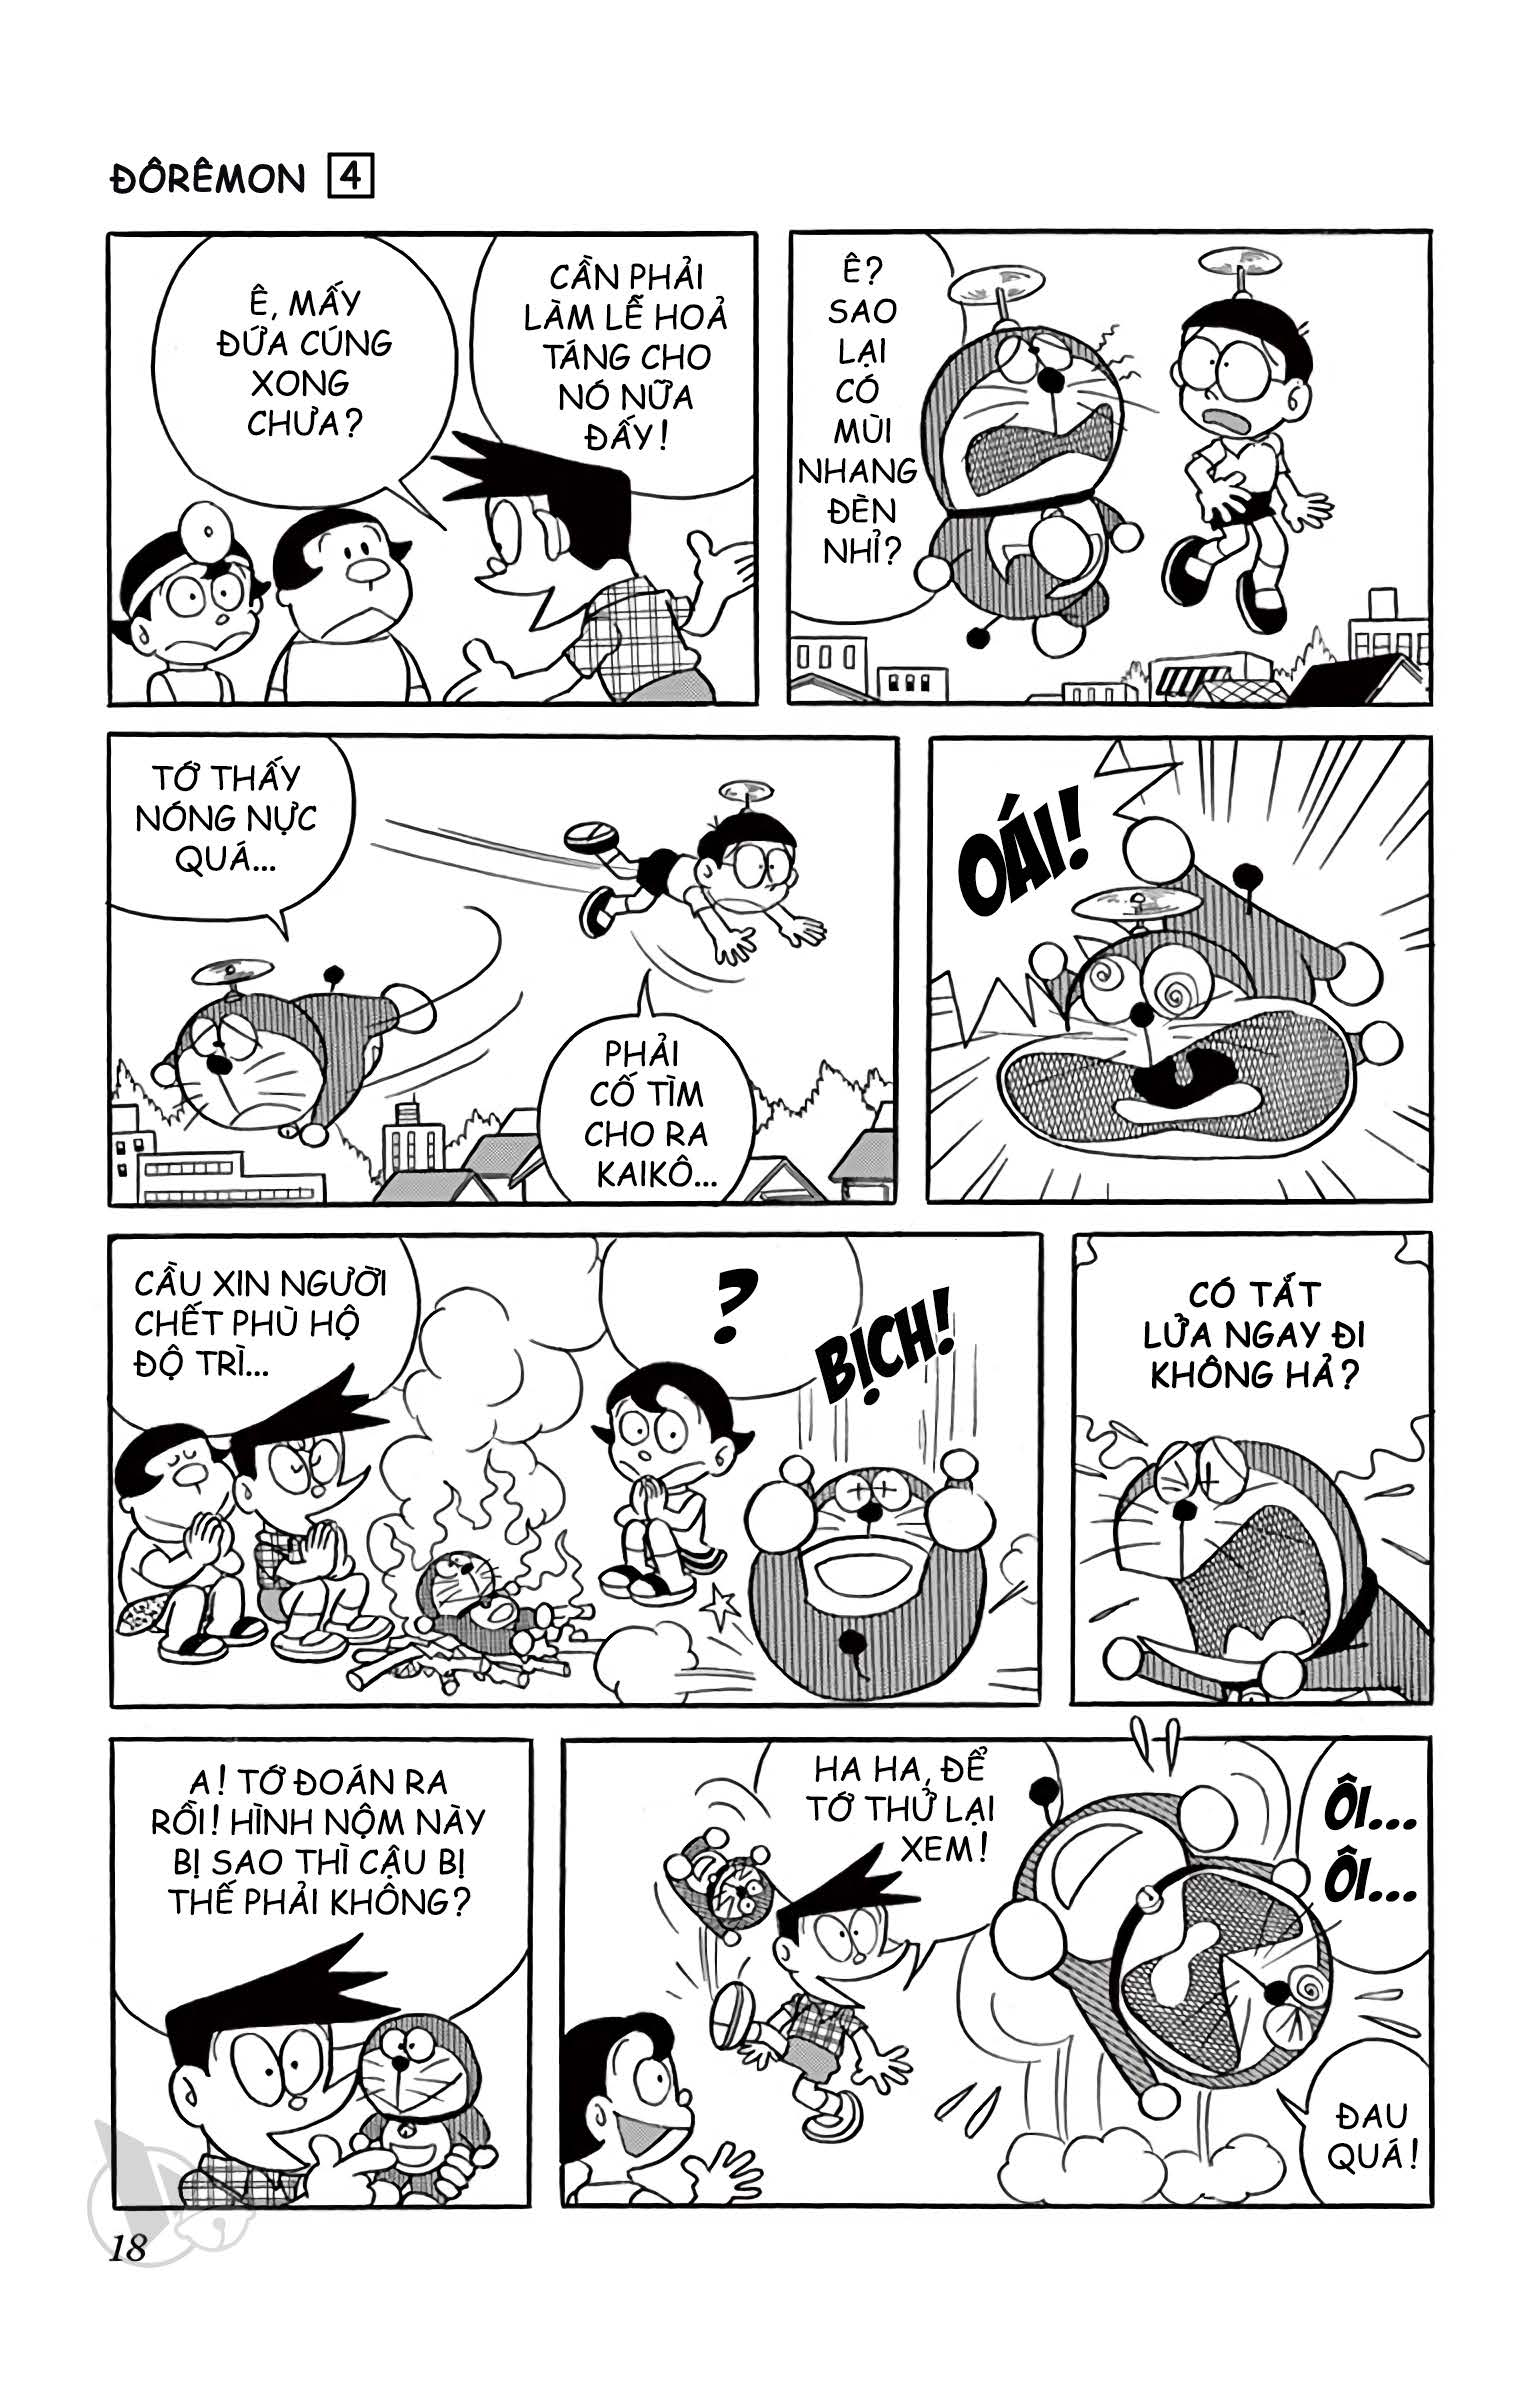 ĐÔRÊMON 4
Ê, MẤY
ĐỨA CÚNG
XONG
CHƯA?
CẦN PHẢI
LÀM LỄ HOẢ
TÁNG CHO
NÓ NỮA
ĐẤY!
Ê?
SAO
LẠI
CÓ
MÙI
NHANG
ĐÈN
NHỈ?
TỚ THẤY
NÓNG NỰC
QUÁ...
PHẢI
CỐ TÌM
CHO RA
KAIKÔ...
OÁI!
CẦU XIN NGƯỜI
CHẾT PHÙ HỘ
ĐỘ TRÌ...
?
BỊCH!
CÓ TẮT
LỬA NGAY ĐI
KHÔNG HẢ?
A! TỚ ĐOÁN RA
RỒI! HÌNH NỘM NÀY
BỊ SAO THÌ CẬU BỊ
THẾ PHẢI KHÔNG?
HA HA, ĐỂ
TỚ THỬ LẠI
XEM!
ÔI...
ÔI...
ĐAU
QUÁ!
18